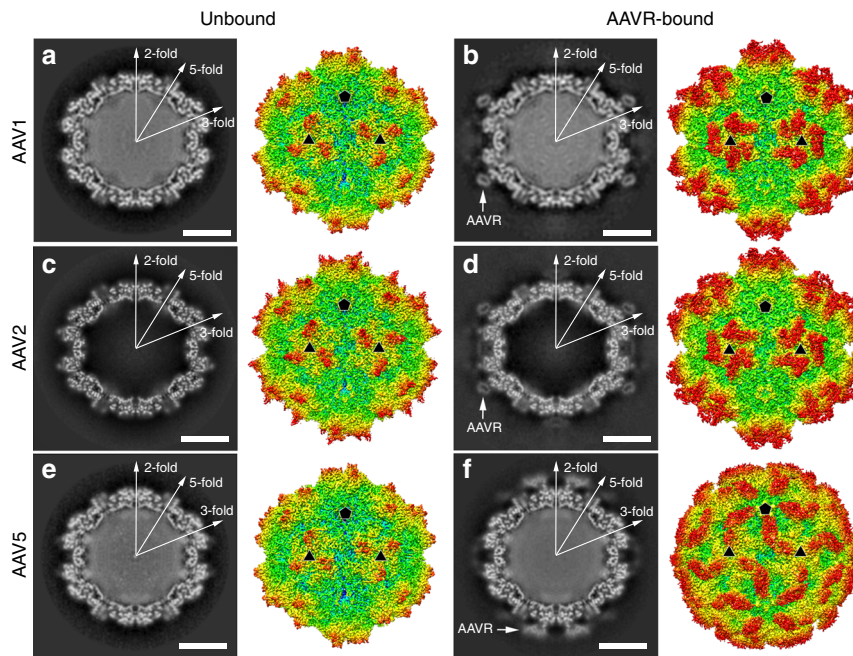 Unbound
AAVR-bound
AAV1
a
2-fold
5-fold
3-fold
b
2-fold
5-fold
3-fold
AAVR
AAV2
c
2-fold
5-fold
3-fold
d
2-fold
5-fold
3-fold
AAVR
AAV5
e
2-fold
5-fold
3-fold
f
2-fold
5-fold
3-fold
AAVR